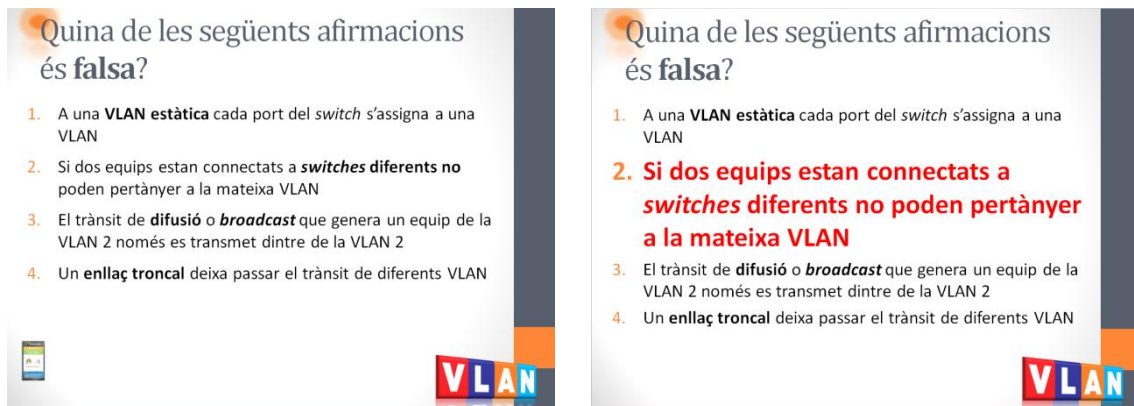 Quina de les següents afirmacions
és falsa?
1. A una VLAN estàtica cada port del switch s'assigna a una
VLAN
2. Si dos equips estan connectats a switches diferents no
poden pertànyer a la mateixa VLAN
3. El trànsit de difusió o broadcast que genera un equip de la
VLAN 2 només es transmet dintre de la VLAN 2
4. Un enllaç troncal deixa passar el trànsit de diferents VLAN
VLAN
Quina de les següents afirmacions
és falsa?
1. A una VLAN estàtica cada port del switch s'assigna a una
VLAN
2. Si dos equips estan connectats a
switches diferents no poden pertànyer
a la mateixa VLAN
3. El trànsit de difusió o broadcast que genera un equip de la
VLAN 2 només es transmet dintre de la VLAN 2
4. Un enllaç troncal deixa passar el trànsit de diferents VLAN
VLAN